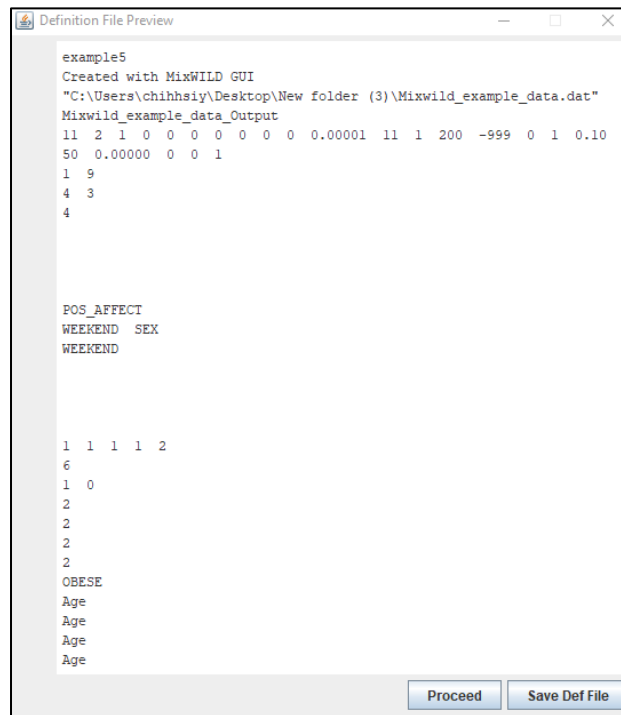 Definition File Preview
example5
Created with MixWILD GUI
"C:\Users\chihhsiy\Desktop\New folder (3)\Mixwild_example_data.dat"
Mixwild_example_data_Output
11 2 1 0 0 0 0 0 0 0 0.00001 11 1 200 -999 0 1 0.10
50 0.00000 0 0 1
1 9
4 3
4
POS_AFFECT
WEEKEND SEX
WEEKEND
1 1 1 1 2
6
1 0
2
2
2
2
OBESE
Age
Age
Age
Age
Proceed Save Def File